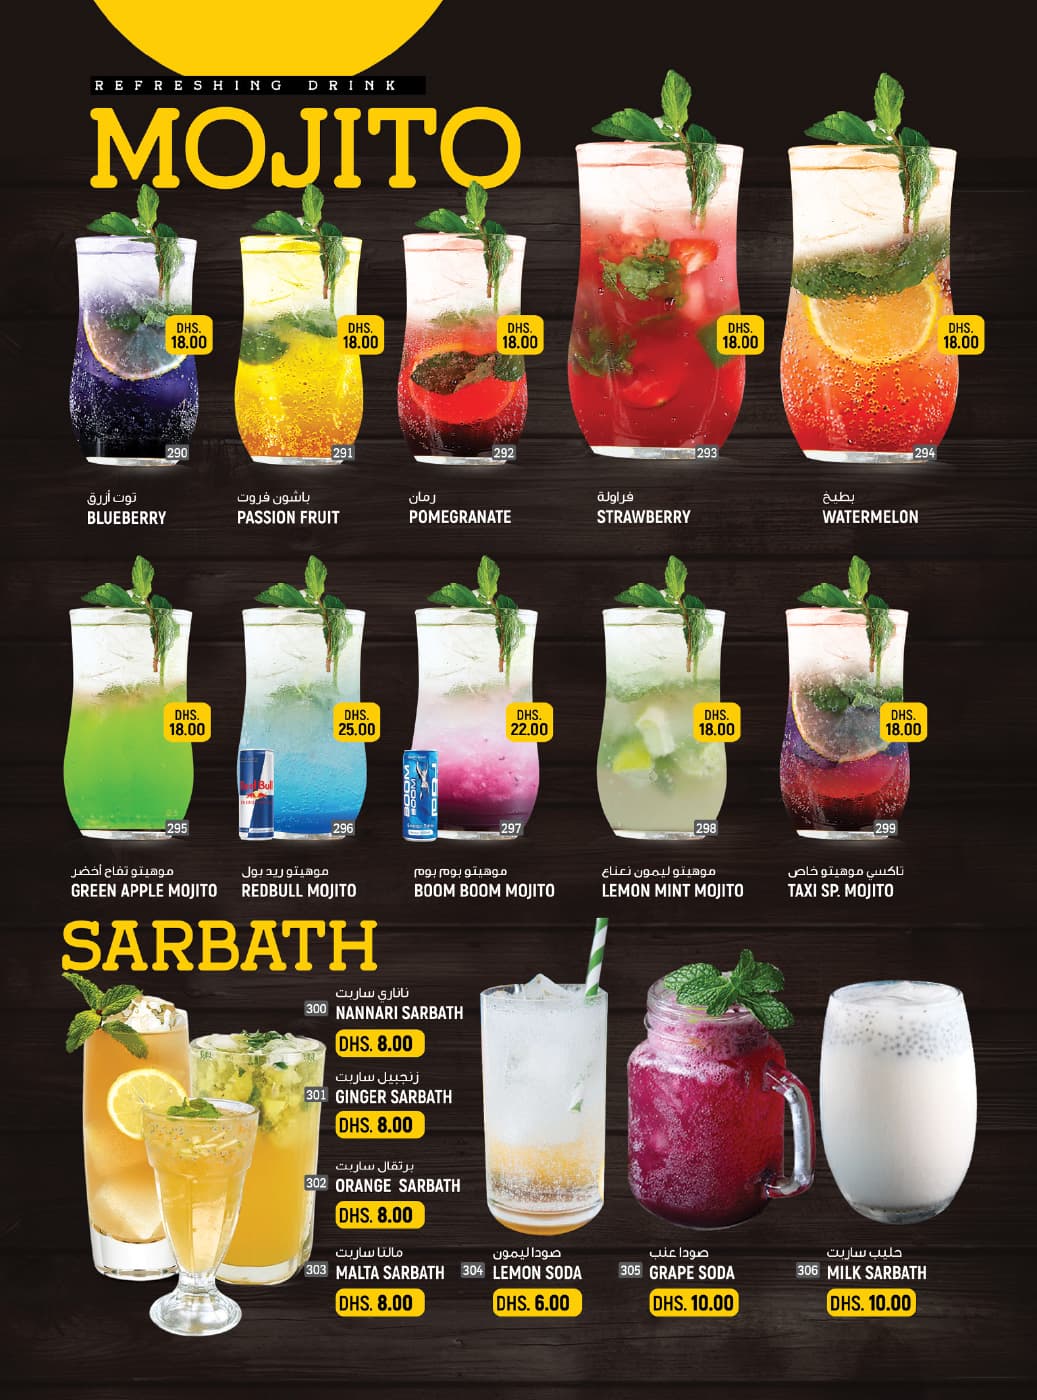 REFRESHING DRINK
MOJITO
DHS.
18.00
290
توت أزرق
BLUEBERRY
DHS.
18.00
291
باشون فروت
PASSION FRUIT
DHS.
18.00
292
رمان
POMEGRANATE
DHS.
18.00
293
فراولة
STRAWBERRY
DHS.
18.00
294
بطيخ
WATERMELON
DHS.
18.00
295
موهيتو تفاح أخضر
GREEN APPLE MOJITO
DHS.
25.00
Red Bull
296
موهيتو ريد بول
REDBULL MOJITO
DHS.
22.00
BOOM
BOOM
297
موهيتو بوم بوم
BOOM BOOM MOJITO
DHS.
18.00
298
موهيتو ليمون نعناع
LEMON MINT MOJITO
DHS.
18.00
299
تاكسي موهيتو خاص
TAXI SP. MOJITO
SARBATH
ناناري ساربت
300 NANNARI SARBATH
DHS. 8.00
زنجبيل ساربت
301 GINGER SARBATH
DHS. 8.00
برتقال ساربت
302 ORANGE SARBATH
DHS. 8.00
مالتا ساربت
303 MALTA SARBATH
DHS. 8.00
صودا ليمون
304 LEMON SODA
DHS. 6.00
صودا عنب
305 GRAPE SODA
DHS. 10.00
حليب ساربت
306 MILK SARBATH
DHS. 10.00